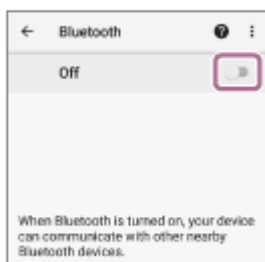 Bluetooth
Off
When Bluetooth is turned on, your device
can communicate with other nearby
Bluetooth devices.